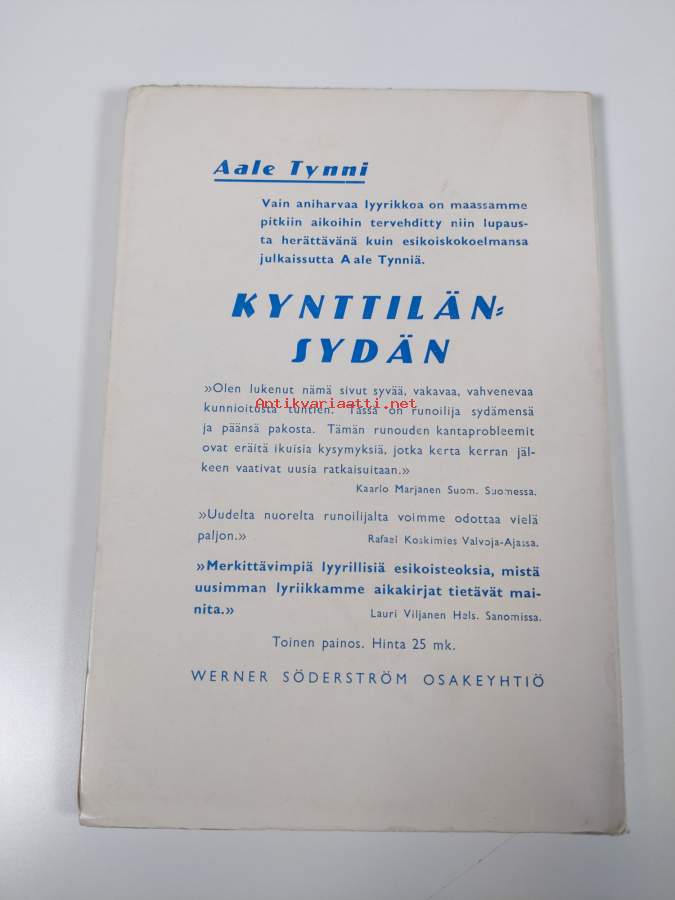 Aale Tynni
Vain aniharvaa lyyrikkoa on maassamme
pitkiin aikoihin tervehditty niin lupaus-
ta herättävänä kuin esikoiskokoelmansa
julkaissutta Aale Tynniä.
KYNTTILÄN-
SYDÄN
»Olen lukenut nämä sivut syvää, vakavaa, vahvenevaa
Antikvariaatti.net
kunnioitusta tuntien. Tässä on runoilija sydämensä
ja päänsä pakosta. Tämän runouden kantaprobleemit
ovat eräitä ikuisia kysymyksiä, jotka kerta kerran jäl-
keen vaativat uusia ratkaisuitaan.»
Kaarlo Marjanen Suom. Suomessa.
»Uudelta nuorelta runoilijalta voimme odottaa vielä
paljon.» Rafael Koskimies Valvoja-Ajassa.
»Merkittävimpiä lyyrillisiä esikoisteoksia, mistä
uusimman lyriikkamme aikakirjat tietävät mai-
nita.» Lauri Viljanen Hels. Sanomissa.
Toinen painos. Hinta 25 mk.
WERNER SÖDERSTRÖM OSAKEYHTIÖ